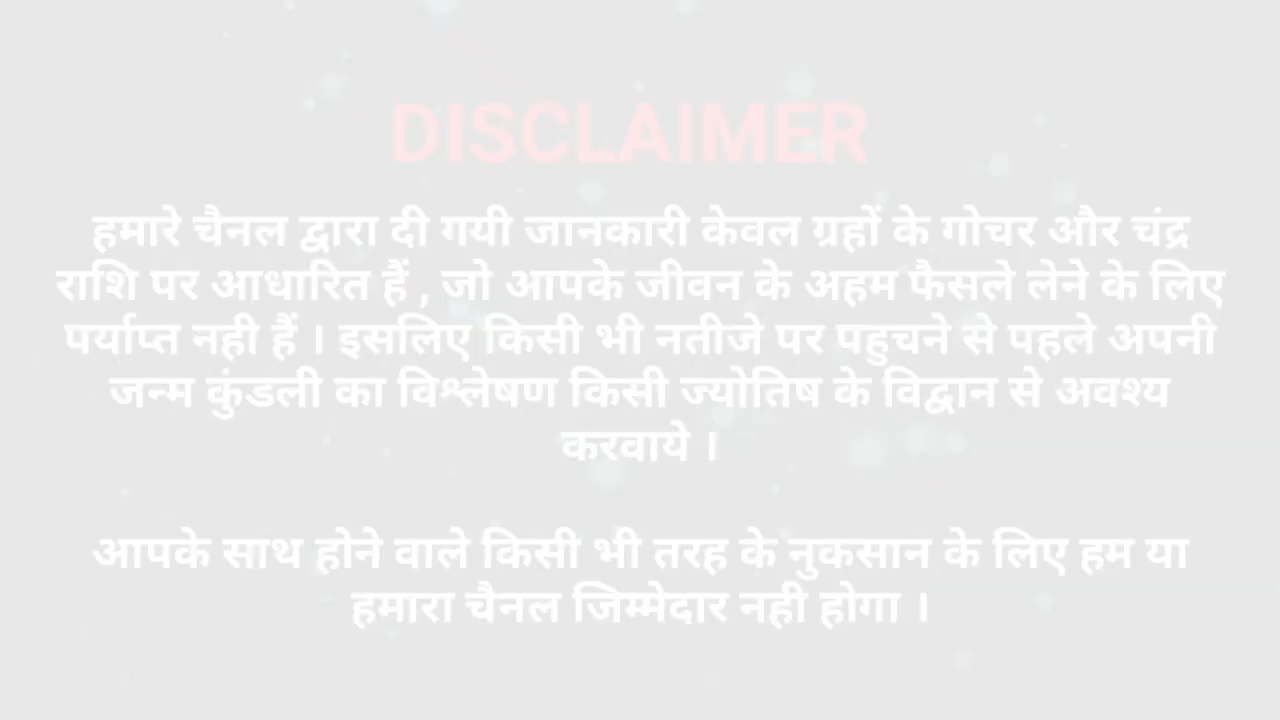 DISCLAIMER
हमारे चैनल द्वारा दी गयी जानकारी केवल ग्रहों के गोचर और चंद्र
राशि पर आधारित हैं , जो आपके जीवन के अहम फैसले लेने के लिए
पर्याप्त नही हैं । इसलिए किसी भी नतीजे पर पहुचने से पहले अपनी
जन्म कुंडली का विश्लेषण किसी ज्योतिष के विद्वान से अवश्य
करवाये ।
आपके साथ होने वाले किसी भी तरह के नुकसान के लिए हम या
हमारा चैनल जिम्मेदार नही होगा ।